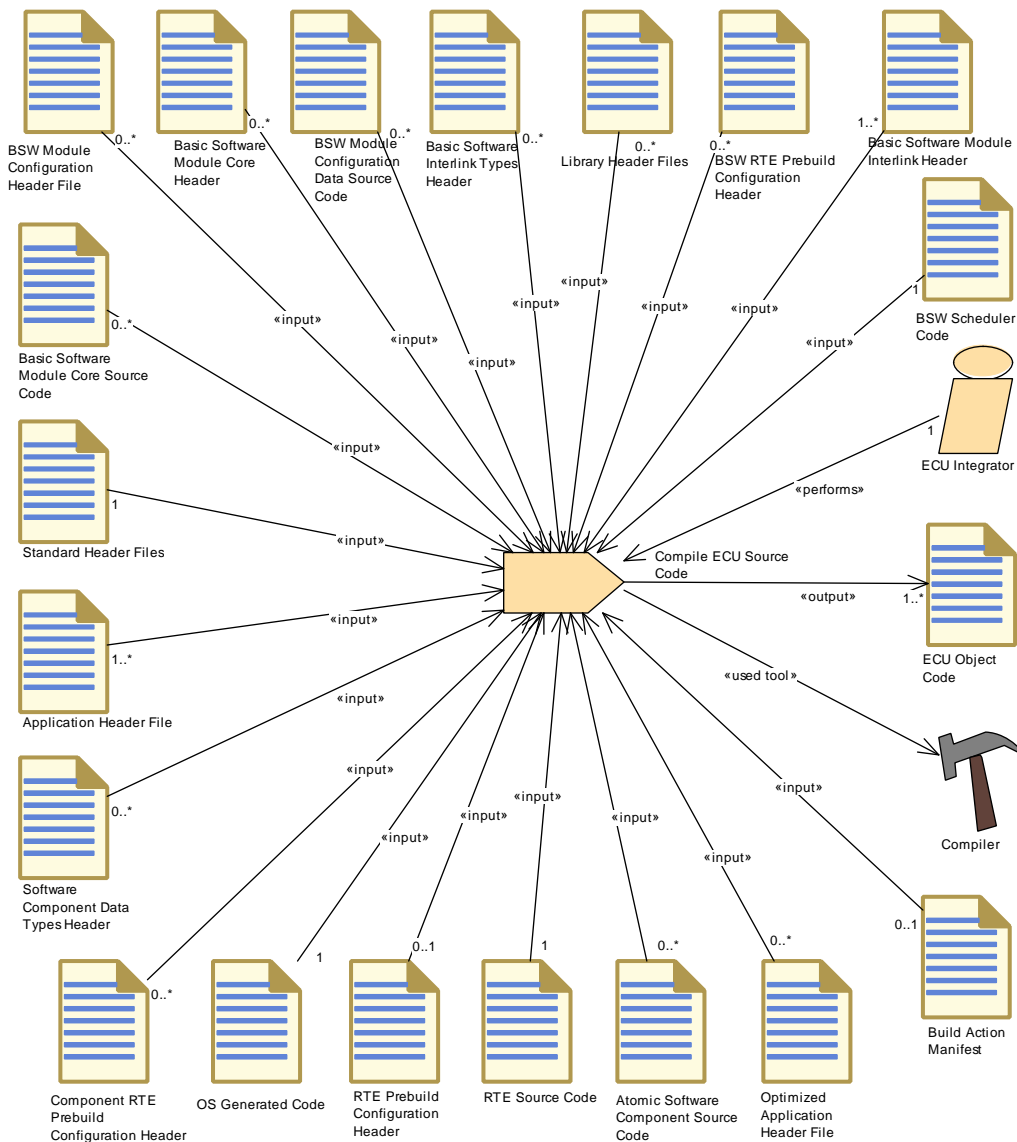 0..*
0..*
0..*
0..*
0..*
0..*
1..*
BSW Module
Configuration
Header File
Basic Software
Module Core
Header
BSW Module
Configuration
Data Source
Code
Basic Software
Interlink Types
Header
Library Header Files
BSW RTE Prebuild
Configuration
Header
Basic Software Module
Interlink Header
«input»
«input»
«input»
«input»
«input»
«input»
«input»
1
BSW Scheduler
Code
«input»
0..*
Basic Software
Module Core Source
Code
«input»
1
ECU Integrator
«performs»
1
Standard Header Files
«input»
Compile ECU Source
Code
«output»
1..*
ECU Object
Code
1..*
Application Header File
«input»
«used tool»
Compiler
0..*
Software
Component Data
Types Header
«input»
«input»
«input»
«input»
«input»
«input»
«input»
«input»
0..1
Build Action
Manifest
0..*
Component RTE
Prebuild
Configuration Header
1
OS Generated Code
0..1
RTE Prebuild
Configuration
Header
1
RTE Source Code
0..*
Atomic Software
Component Source
Code
0..*
Optimized
Application
Header File